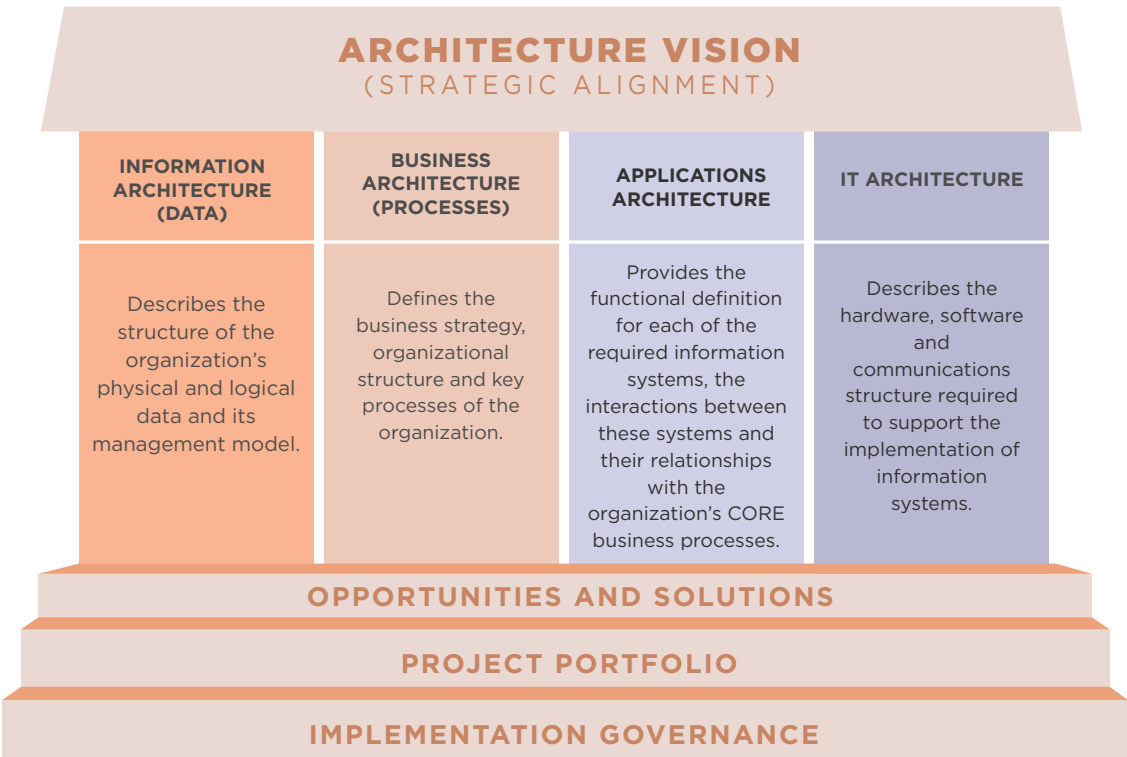 ARCHITECTURE VISION
(STRATEGIC ALIGNMENT)
INFORMATION
ARCHITECTURE
(DATA)
Describes the
structure of the
organization’s
physical and logical
data and its
management model.
BUSINESS
ARCHITECTURE
(PROCESSES)
Defines the
business strategy,
organizational
structure and key
processes of the
organization.
APPLICATIONS
ARCHITECTURE
Provides the
functional definition
for each of the
required information
systems, the
interactions between
these systems and
their relationships
with the
organization’s CORE
business processes.
IT ARCHITECTURE
Describes the
hardware, software
and
communications
structure required
to support the
implementation of
information
systems.
OPPORTUNITIES AND SOLUTIONS
PROJECT PORTFOLIO
IMPLEMENTATION GOVERNANCE